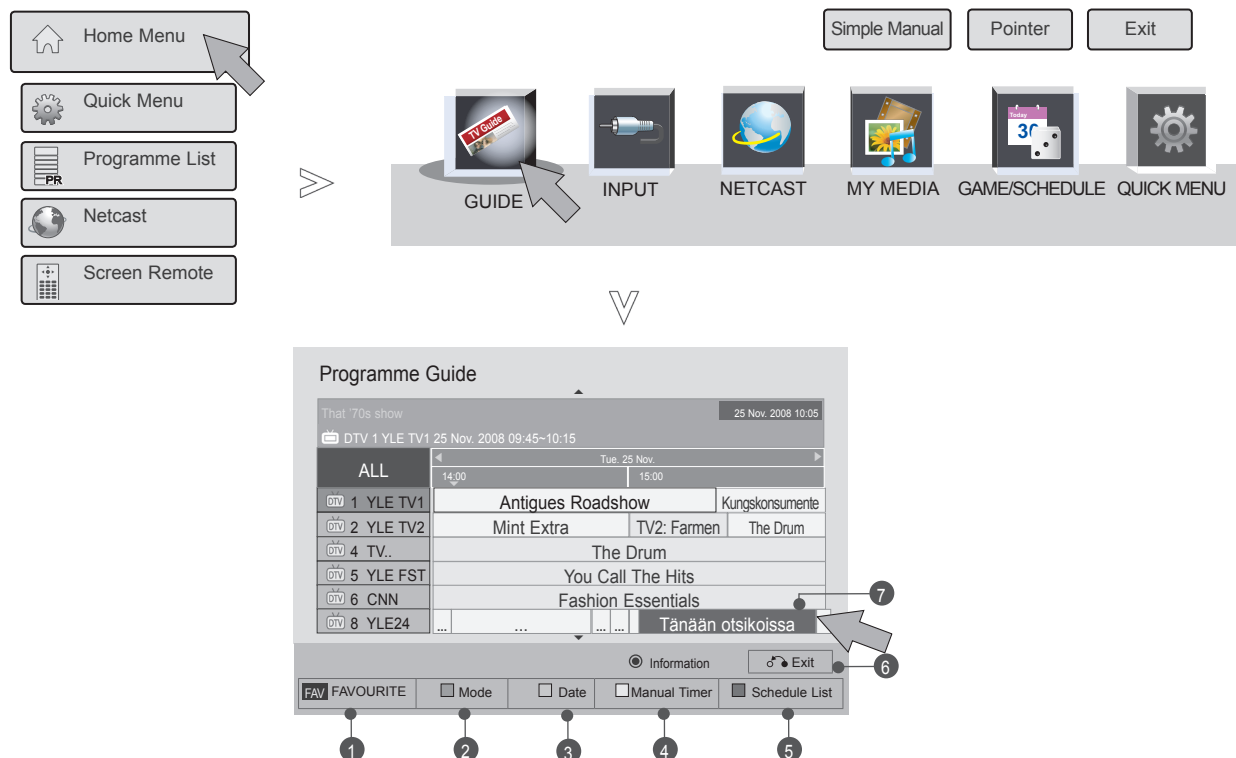 Home Menu
Quick Menu
Programme List
PR
Netcast
Screen Remote
Simple Manual
Pointer
Exit
TV Guide
Today
30
GUIDE
INPUT
NETCAST
MY MEDIA
GAME/SCHEDULE
QUICK MENU
Programme Guide
That '70s show
25 Nov. 2008 10:05
DTV 1 YLE TV1 25 Nov. 2008 09:45~10:15
ALL
Tue. 25 Nov.
14:00 15:00
DTV 1 YLE TV1 Antigues Roadshow Kungskonsumente
DTV 2 YLE TV2 Mint Extra TV2: Farmen The Drum
DTV 4 TV.. The Drum
DTV 5 YLE FST You Call The Hits
DTV 6 CNN Fashion Essentials
DTV 8 YLE24 ... ... ... ... Tänään otsikoissa
7
Information
Exit
6
FAV FAVOURITE Mode Date Manual Timer Schedule List
1 2 3 4 5